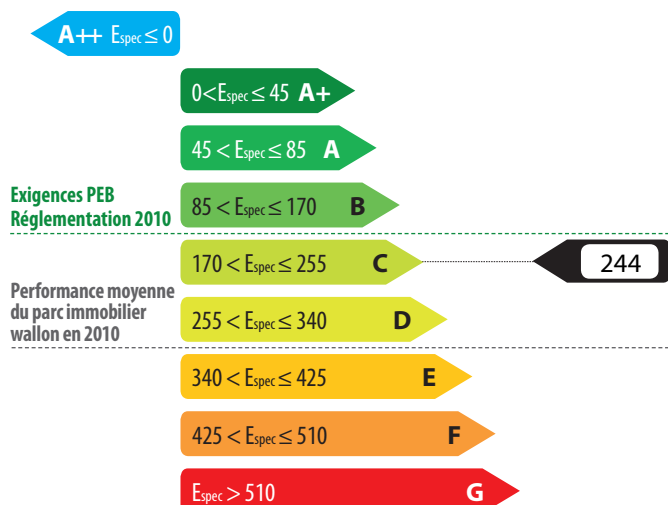 A++ Espec ≤ 0
0<Espec ≤ 45 A+
45 < Espec ≤ 85 A
Exigences PEB
Réglementation 2010
85 < Espec ≤ 170 B
170 < Espec ≤ 255 C
244
Performance moyenne
du parc immobilier
wallon en 2010
255 < Espec ≤ 340 D
340 < Espec ≤ 425 E
425 < Espec ≤ 510 F
Espec > 510 G